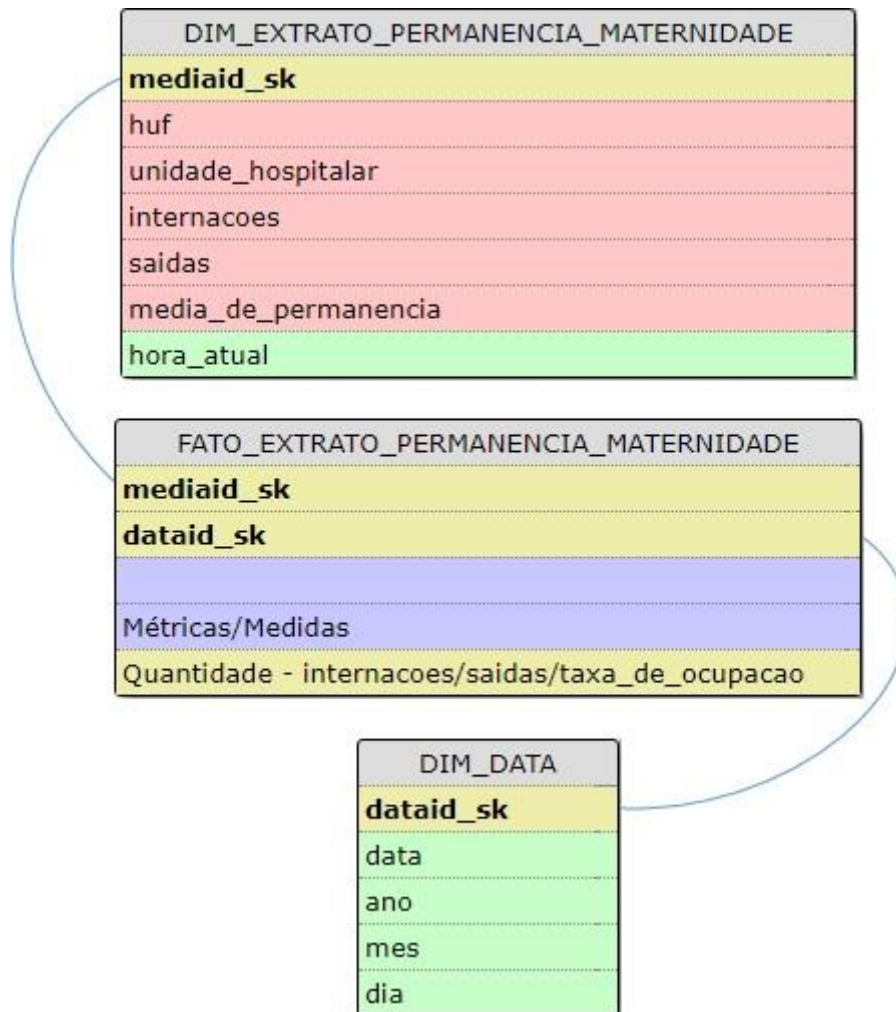 DIM_EXTRATO_PERMANENCIA_MATERNIDADE
mediaid_sk
huf
unidade_hospitalar
internacoes
saidas
media_de_permanencia
hora_atual
FATO_EXTRATO_PERMANENCIA_MATERNIDADE
mediaid_sk
dataid_sk
Métricas/Medidas
Quantidade - internacoes/saidas/taxa_de_ocupacao
DIM_DATA
dataid_sk
data
ano
mes
dia